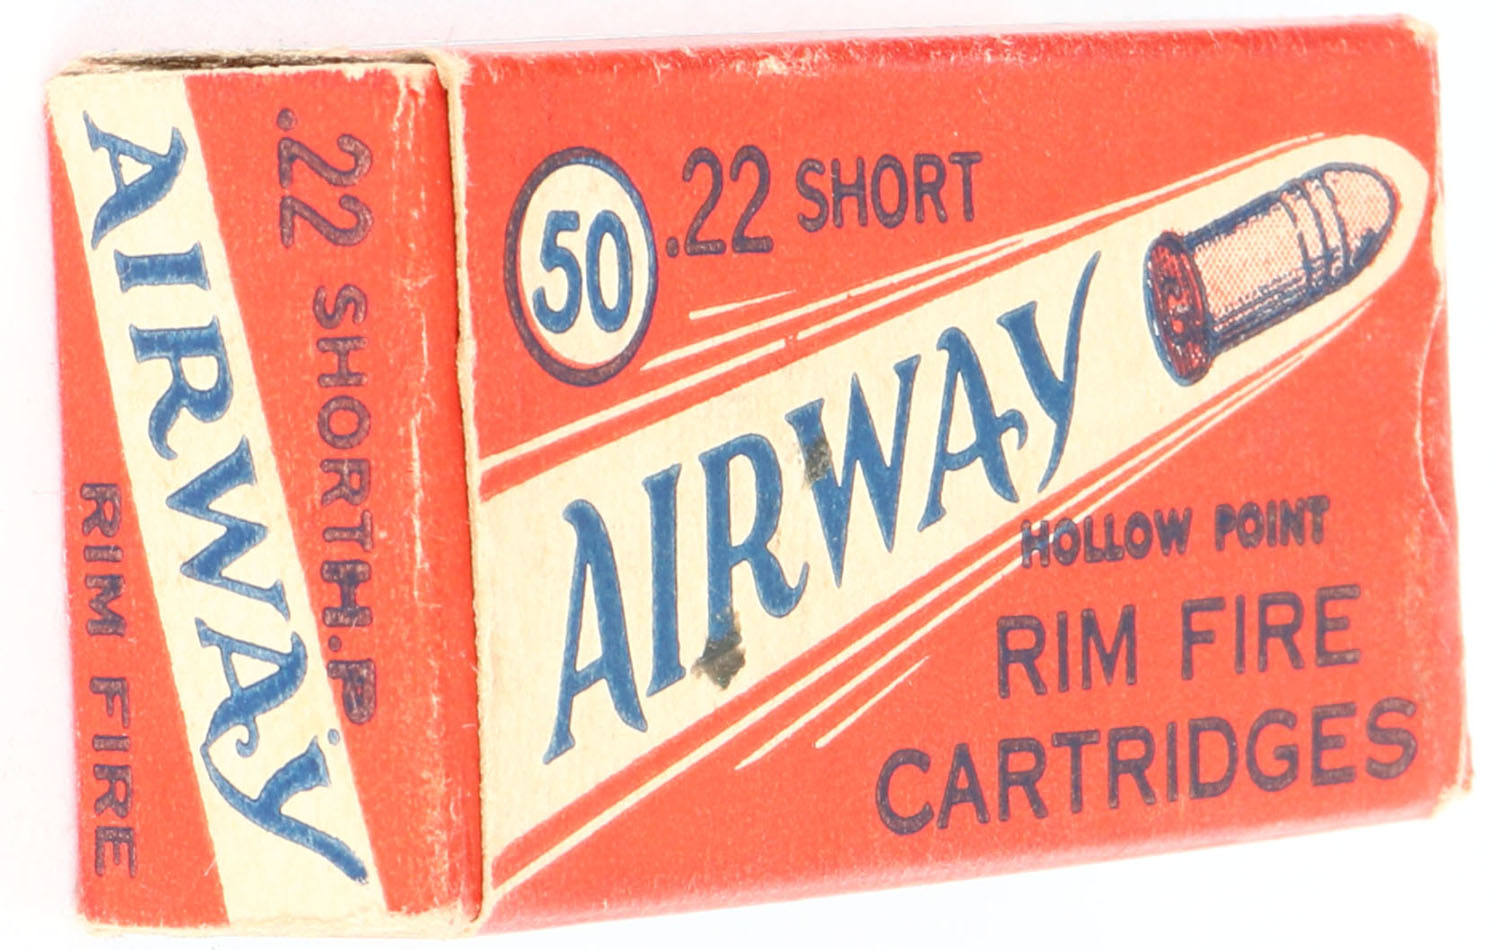 50
.22 SHORT
AIRWAY
HOLLOW POINT
RIM FIRE
CARTRIDGES
.22 SHORT H.P
AIRWAY
RIM FIRE